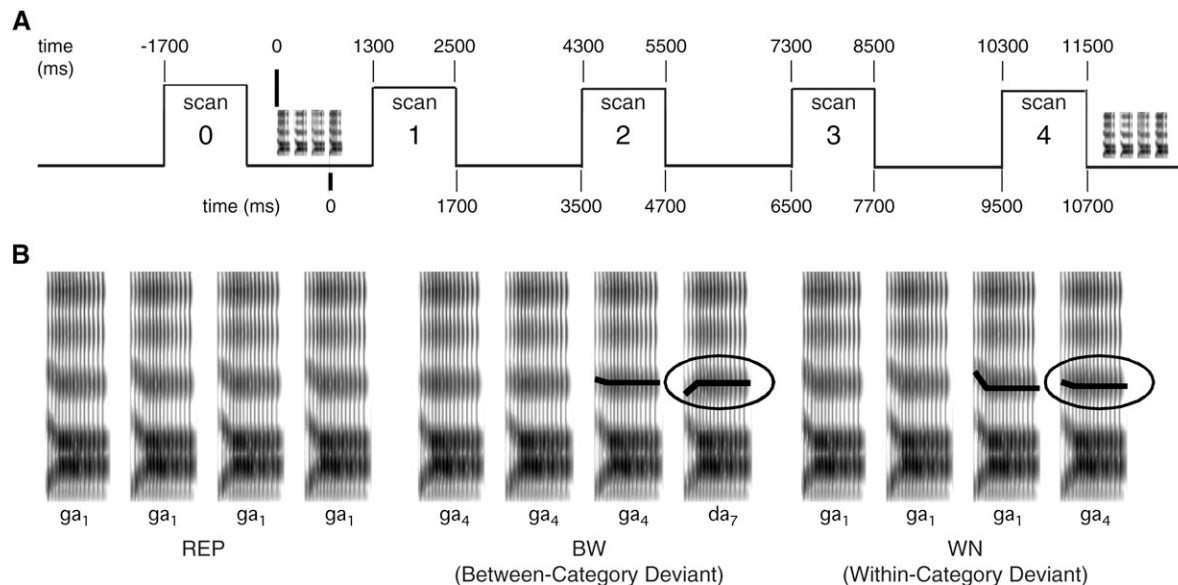 A
time -1700 0 1300 2500 4300 5500 7300 8500 10300 11500
(ms)
scan scan scan scan scan
0 1 2 3 4
time (ms) 0 1700 3500 4700 6500 7700 9500 10700
B
ga₁ ga₁ ga₁ ga₁ ga₄ ga₄ ga₄ da₇ ga₁ ga₁ ga₁ ga₄
REP BW WN
(Between-Category Deviant) (Within-Category Deviant)